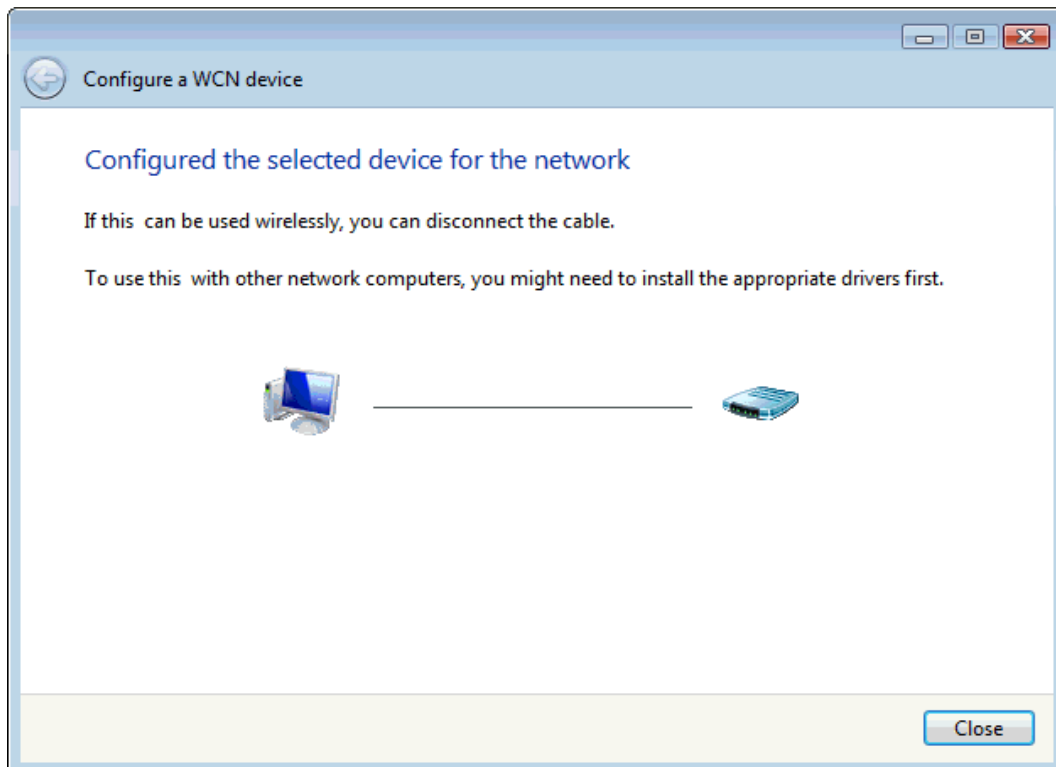 Configure a WCN device
Configured the selected device for the network
If this  can be used wirelessly, you can disconnect the cable.
To use this  with other network computers, you might need to install the appropriate drivers first.
Close